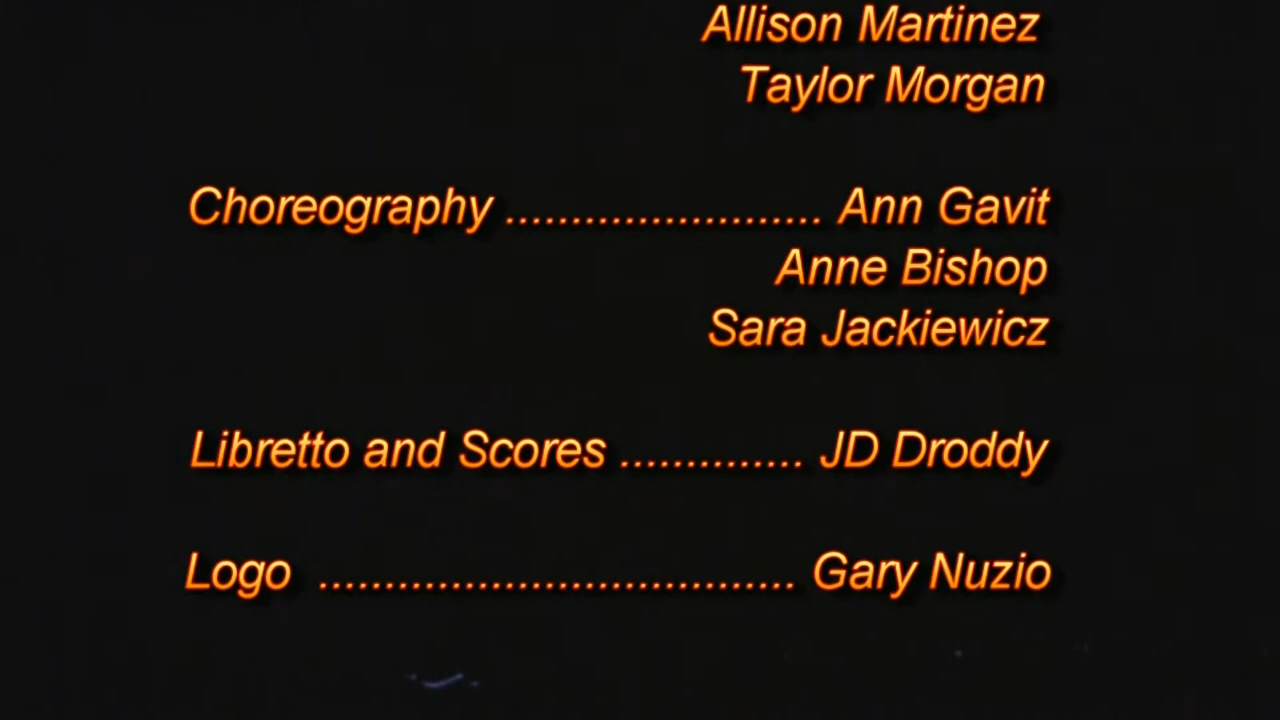 Allison Martinez
Taylor Morgan
Choreography ........................ Ann Gavit
Anne Bishop
Sara Jackiewicz
Libretto and Scores .............. JD Droddy
Logo .................................... Gary Nuzio